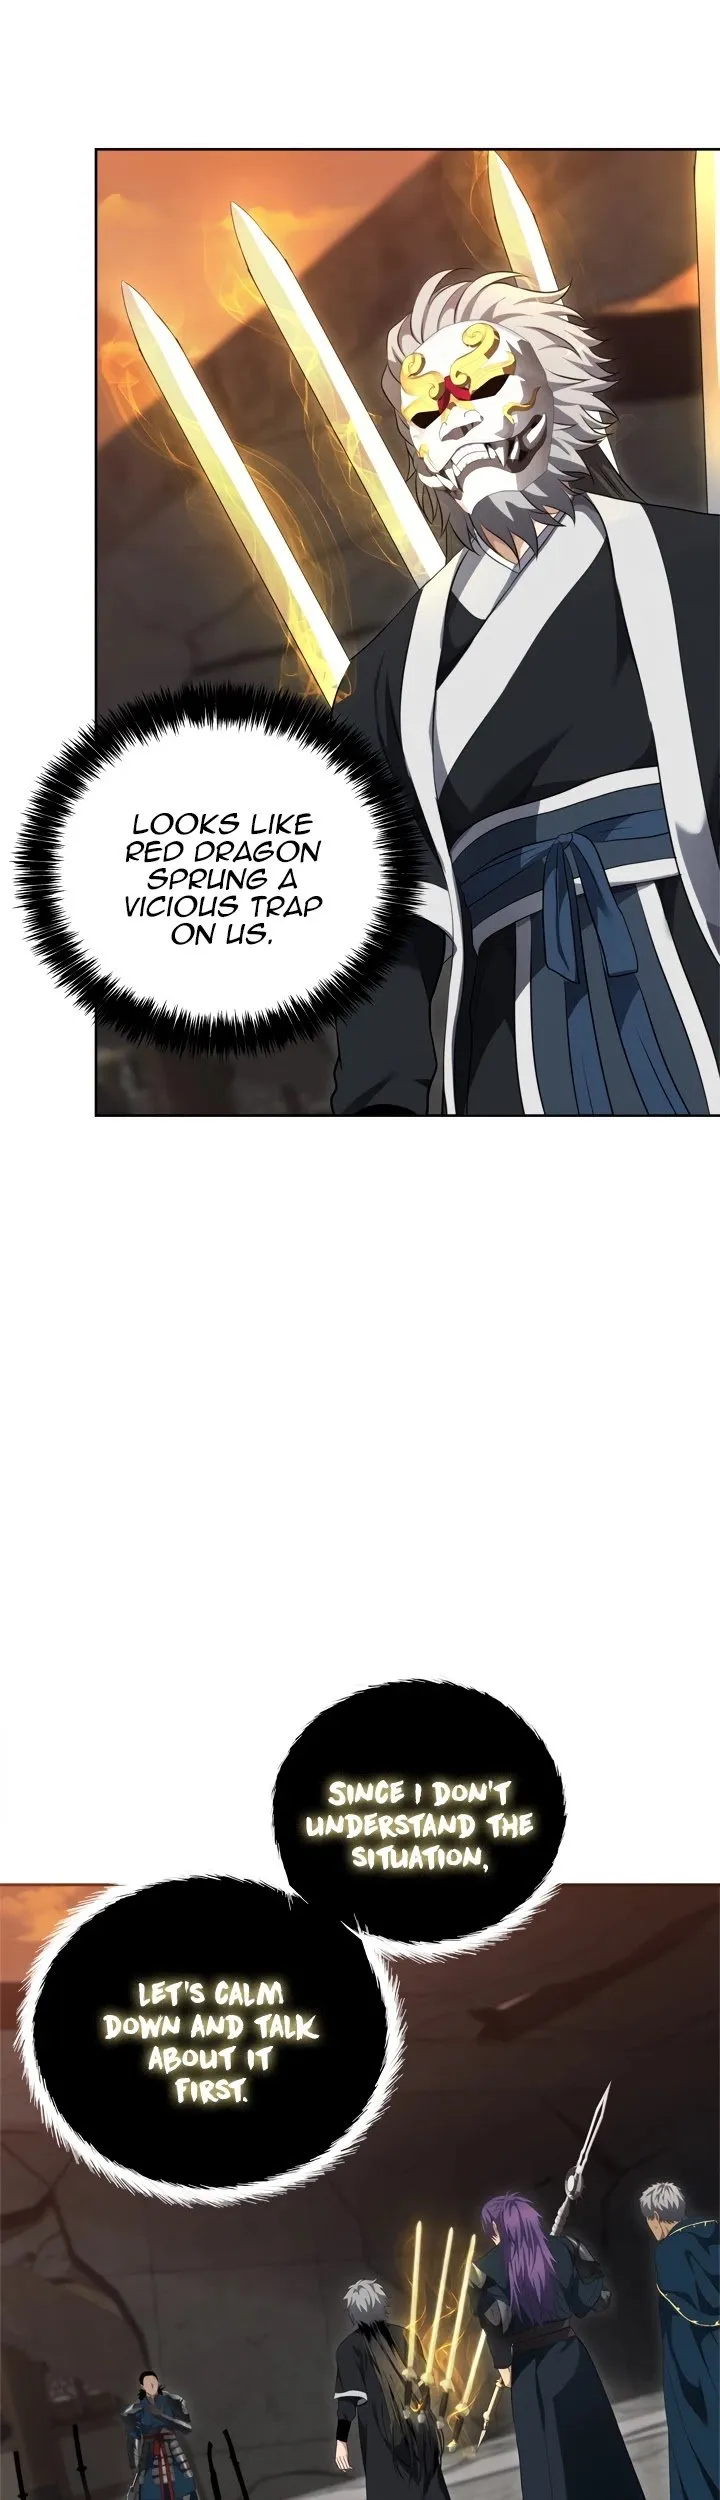 LOOKS LIKE
RED DRAGON
SPRUNG A
VICIOUS TRAP
ON US.
SINCE I DON'T
UNDERSTAND THE
SITUATION,
LET'S CALM
DOWN AND TALK
ABOUT IT
FIRST.